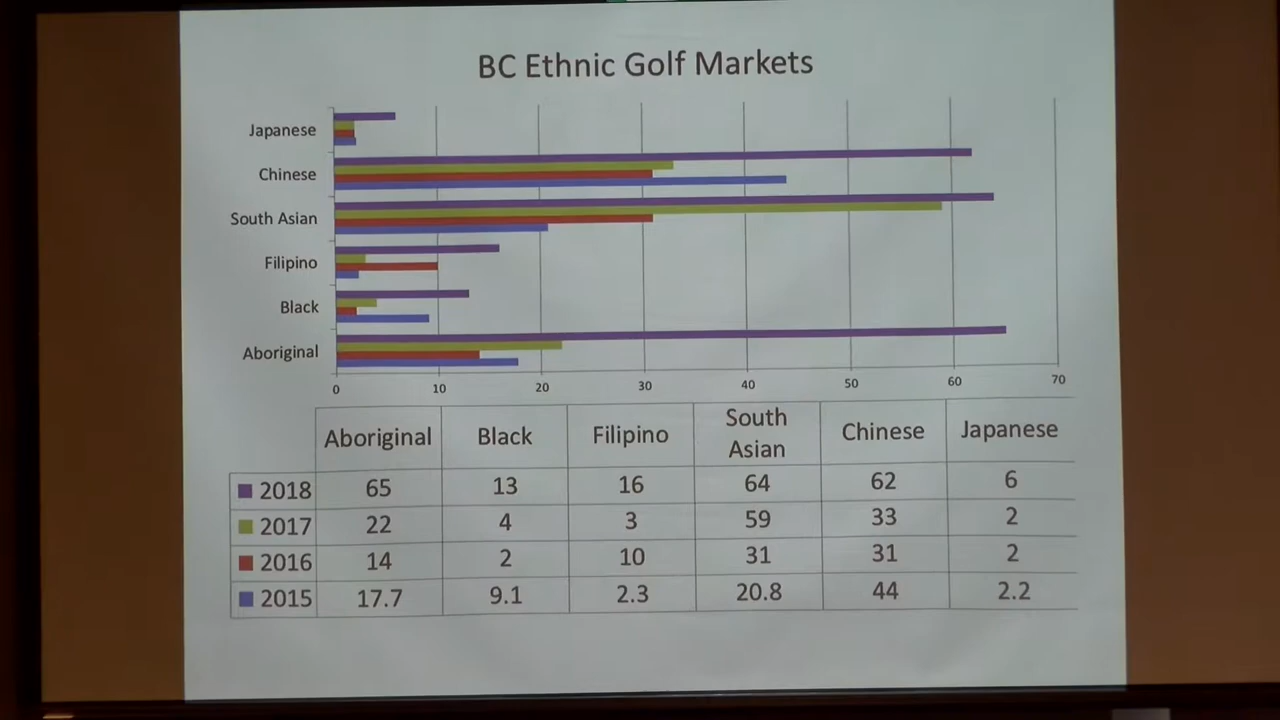 BC Ethnic Golf Markets
Japanese
Chinese
South Asian
Filipino
Black
Aboriginal
0 10 20 30 40 50 60 70
Aboriginal Black Filipino South Asian Chinese Japanese
2018 65 13 16 64 62 6
2017 22 4 3 59 33 2
2016 14 2 10 31 31 2
2015 17.7 9.1 2.3 20.8 44 2.2